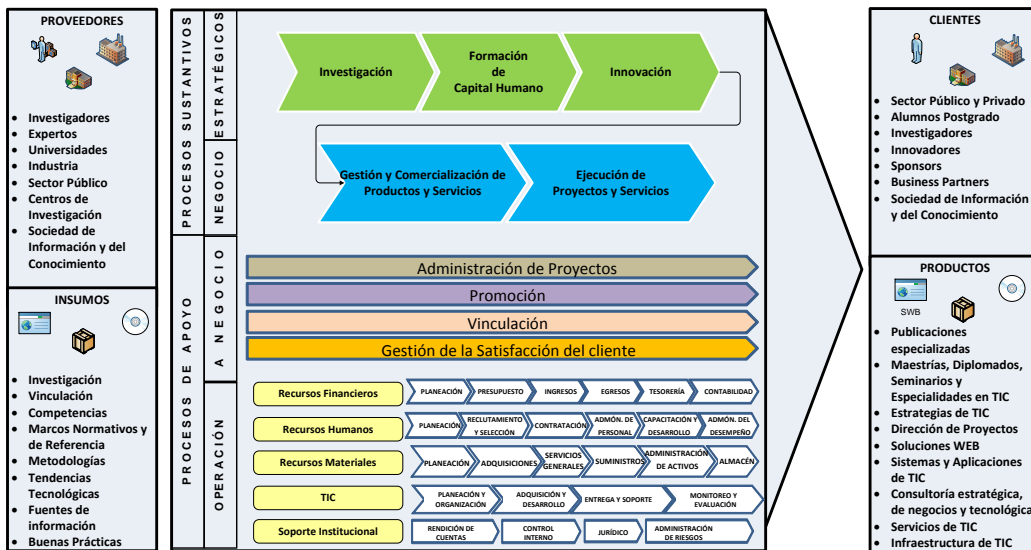 PROVEEDORES
Investigadores
Expertos
Universidades
Industria
Sector Público
Centros de
Investigación
Sociedad de
Información y del
Conocimiento
INSUMOS
Investigación
Vinculación
Competencias
Marcos Normativos y
de Referencia
Metodologías
Tendencias
Tecnológicas
Fuentes de
información
Buenas Prácticas
PROCESOS SUSTANTIVOS
ESTRATÉGICOS
Investigación
Formación
de
Capital Humano
Innovación
NEGOCIO
Gestión y Comercialización de
Productos y Servicios
Ejecución de
Proyectos y Servicios
PROCESOS DE APOYO
A NEGOCIO
Administración de Proyectos
Promoción
Vinculación
Gestión de la Satisfacción del cliente
OPERACIÓN
Recursos Financieros
PLANEACIÓN
PRESUPUESTO
INGRESOS
EGRESOS
TESORERÍA
CONTABILIDAD
Recursos Humanos
PLANEACIÓN
RECLUTAMIENTO
Y SELECCIÓN
CONTRATACIÓN
ADMÓN. DE
PERSONAL
CAPACITACIÓN Y
DESARROLLO
ADMÓN. DEL
DESEMPEÑO
Recursos Materiales
PLANEACIÓN
ADQUISICIONES
SERVICIOS
GENERALES
SUMINISTROS
ADMINISTRACIÓN
DE ACTIVOS
ALMACÉN
TIC
PLANEACIÓN Y
ORGANIZACIÓN
ADQUISICIÓN Y
DESARROLLO
ENTREGA Y SOPORTE
MONITOREO Y
EVALUACIÓN
Soporte Institucional
RENDICIÓN DE
CUENTAS
CONTROL
INTERNO
JURÍDICO
ADMINISTRACIÓN
DE RIESGOS
CLIENTES
Sector Público y Privado
Alumnos Postgrado
Investigadores
Innovadores
Sponsors
Business Partners
Sociedad de Información
y del Conocimiento
PRODUCTOS
SWB
Publicaciones
especializadas
Maestrías, Diplomados,
Seminarios y
Especialidades en TIC
Estrategias de TIC
Dirección de Proyectos
Soluciones WEB
Sistemas y Aplicaciones
de TIC
Consultoría estratégica,
de negocios y tecnológica
Servicios de TIC
Infraestructura de TIC